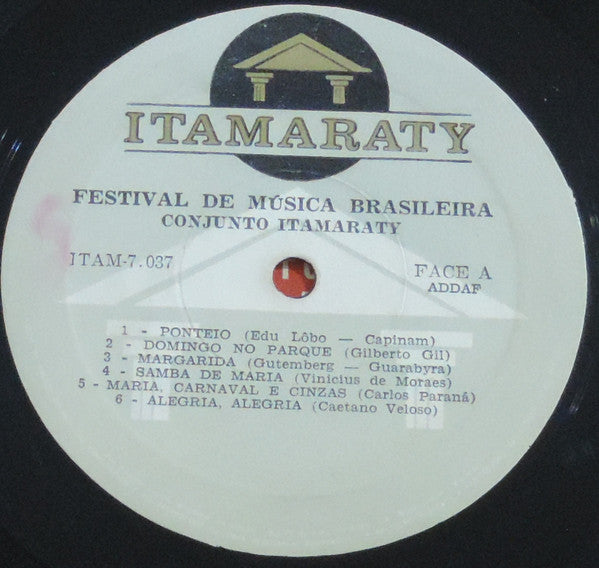 ITAMARATY
FESTIVAL DE MÚSICA BRASILEIRA
CONJUNTO ITAMARATY
ITAM-7.037
FACE A
ADDAF
1 - PONTEIO (Edu Lôbo — Capinam)
2 - DOMINGO NO PARQUE (Gilberto Gil)
3 - MARGARIDA (Gutemberg — Guarabyra)
4 - SAMBA DE MARIA (Vinicius de Moraes)
5 - MARIA, CARNAVAL E CINZAS (Carlos Paraná)
6 - ALEGRIA, ALEGRIA (Caetano Veloso)